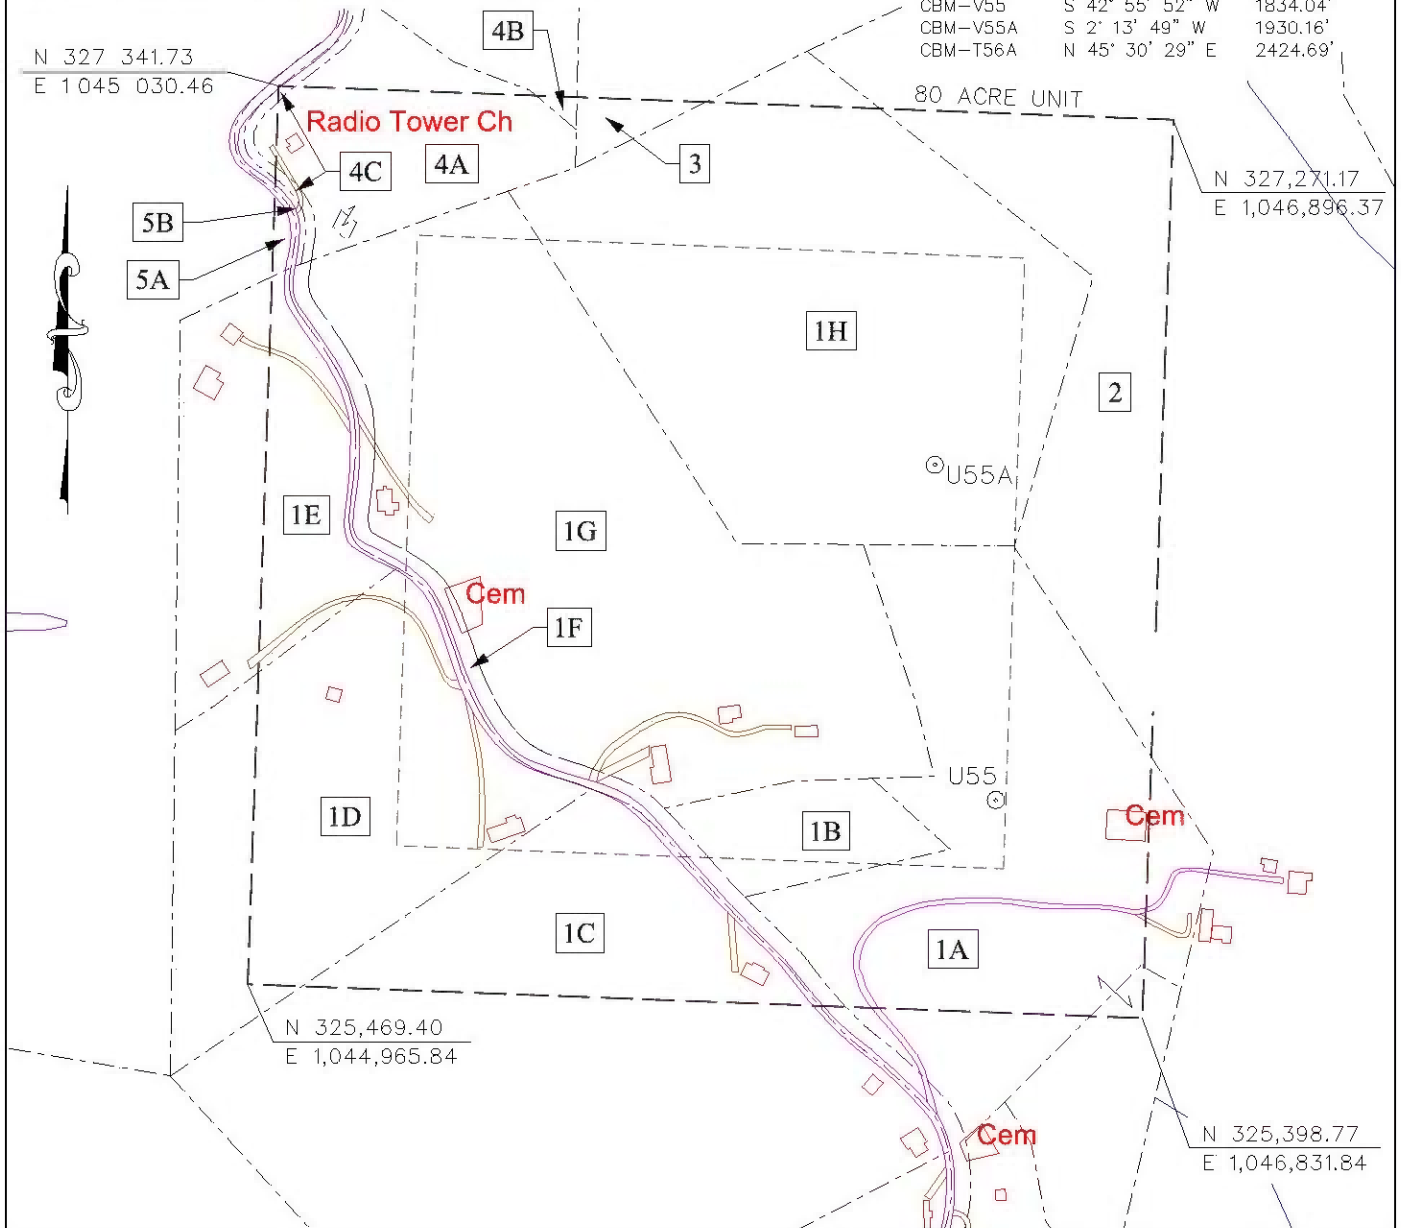 CBM-V55 S 42° 55' 52" W 1834.04'
CBM-V55A S 2° 13' 49" W 1930.16'
CBM-T56A N 45° 30' 29" E 2424.69'
4B
N 327 341.73
E 1 045 030.46
80 ACRE UNIT
Radio Tower Ch
4C
4A
3
N 327,271.17
E 1,046,896.37
5B
5A
1H
2
U55A
1E
1G
Cem
1F
U55
1D
1B
Cem
1C
1A
N 325,469.40
E 1,044,965.84
Cem
N 325,398.77
E 1,046,831.84